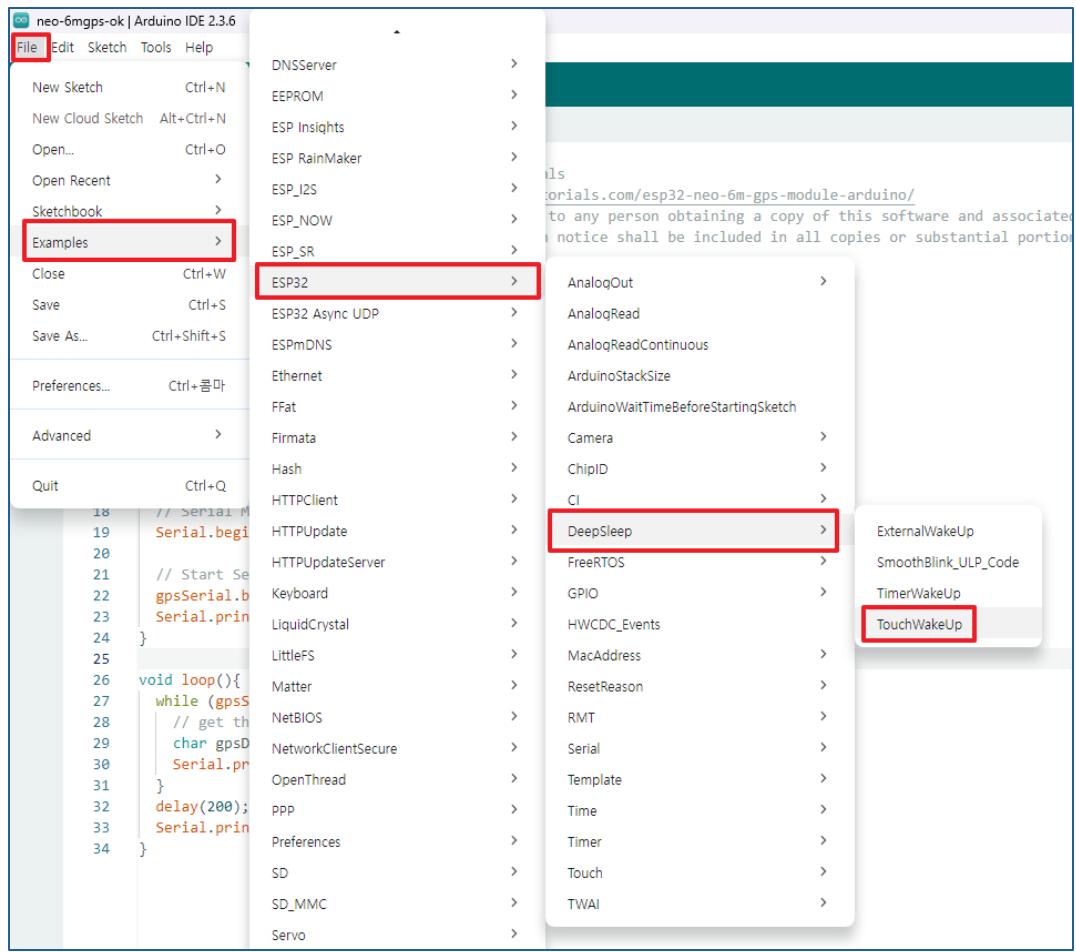 neo-6mgps-ok | Arduino IDE 2.3.6
File Edit Sketch Tools Help
New Sketch Ctrl+N
New Cloud Sketch Alt+Ctrl+N
Open... Ctrl+O
Open Recent
Sketchbook
Examples
Close Ctrl+W
Save Ctrl+S
Save As... Ctrl+Shift+S
Preferences... Ctrl+콤마
Advanced
Quit Ctrl+Q
DNSServer
EEPROM
ESP Insights
ESP RainMaker
ESP_I2S
ESP_NOW
ESP_SR
ESP32
ESP32 Async UDP
ESPmDNS
Ethernet
FFat
Firmata
Hash
HTTPClient
HTTPUpdate
HTTPUpdateServer
Keyboard
LiquidCrystal
LittleFS
Matter
NetBIOS
NetworkClientSecure
OpenThread
PPP
Preferences
SD
SD_MMC
Servo
AnalogOut
AnalogRead
AnalogReadContinuous
ArduinoStackSize
ArduinoWaitTimeBeforeStartingSketch
Camera
ChipID
CI
DeepSleep
FreeRTOS
GPIO
HWCDC_Events
MacAddress
ResetReason
RMT
Serial
Template
Time
Timer
Touch
TWAI
ExternalWakeUp
SmoothBlink_ULP_Code
TimerWakeUp
TouchWakeUp
als
torials.com/esp32-neo-6m-gps-module-arduino/
to any person obtaining a copy of this software and associated
notice shall be included in all copies or substantial portion
18 // Serial M
19 Serial.begi
20
21 // Start Se
22 gpsSerial.b
23 Serial.prin
24 }
25
26 void loop(){
27 while (gpsS
28 // get th
29 char gpsD
30 Serial.pr
31 }
32 delay(200);
33 Serial.prin
34 }